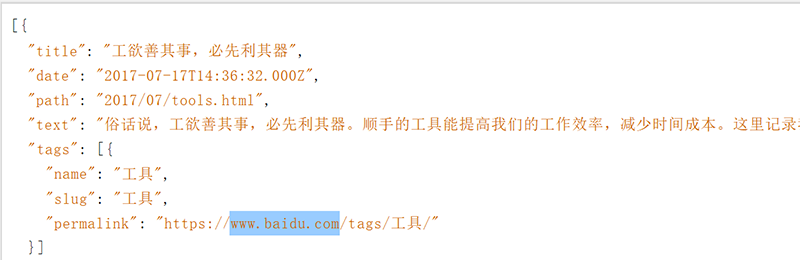 [{
"title": "工欲善其事，必先利其器",
"date": "2017-07-17T14:36:32.000Z",
"path": "2017/07/tools.html",
"text": "俗话说，工欲善其事，必先利其器。顺手的工具能提高我们的工作效率，减少时间成本。这里记录
"tags": [{
"name": "工具",
"slug": "工具",
"permalink": "https://www.baidu.com/tags/工具/"
}]